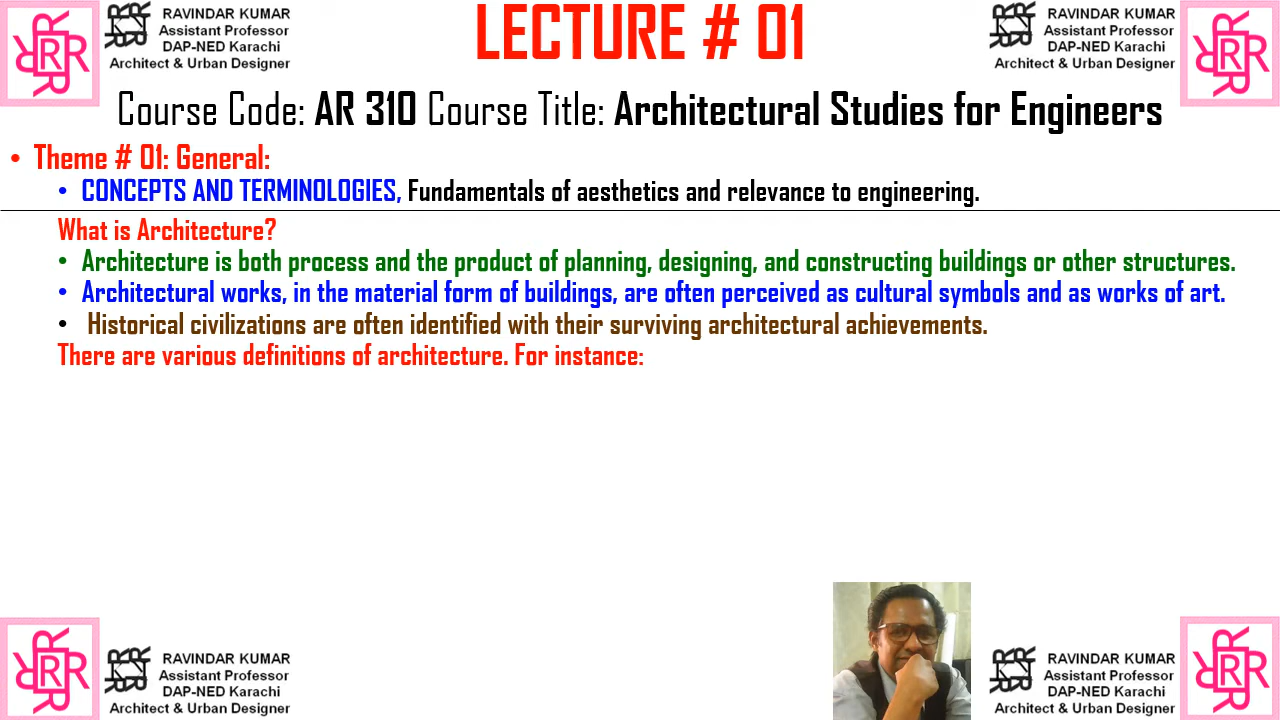 RAVINDAR KUMAR
Assistant Professor
DAP-NED Karachi
Architect & Urban Designer
LECTURE # 01
RAVINDAR KUMAR
Assistant Professor
DAP-NED Karachi
Architect & Urban Designer
Course Code: AR 310 Course Title: Architectural Studies for Engineers
• Theme # 01: General:
• CONCEPTS AND TERMINOLOGIES, Fundamentals of aesthetics and relevance to engineering.
What is Architecture?
• Architecture is both process and the product of planning, designing, and constructing buildings or other structures.
• Architectural works, in the material form of buildings, are often perceived as cultural symbols and as works of art.
• Historical civilizations are often identified with their surviving architectural achievements.
There are various definitions of architecture. For instance:
RAVINDAR KUMAR
Assistant Professor
DAP-NED Karachi
Architect & Urban Designer
RAVINDAR KUMAR
Assistant Professor
DAP-NED Karachi
Architect & Urban Designer